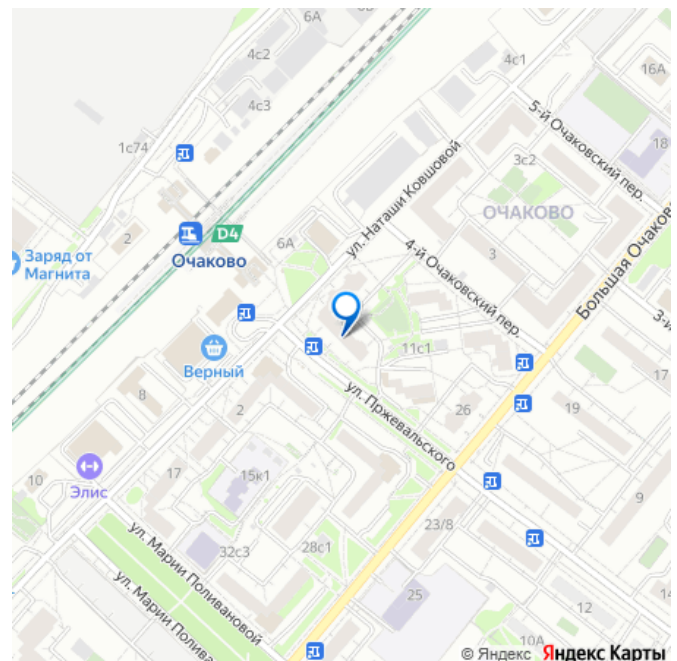 6А
6В
4с2
4с1
16А
4с3
5-й Очаковский пер.
1с74
18
3с2
ул. Наташи Ковшовой
ОЧАКОВО
2
D4
6А
Очаково
4-й Очаковский пер.
3
Большая Очаков
Заряд от
Магнита
3-й
11с1
Верный
17
8
2
ул. Пржевальского
26
19
Элис
17
10
15к1
9
23/8
ул. Марии Поливановой
32с3
28с1
ул. Марии Полива
25
12
10А
© Яндекс Яндекс Карты